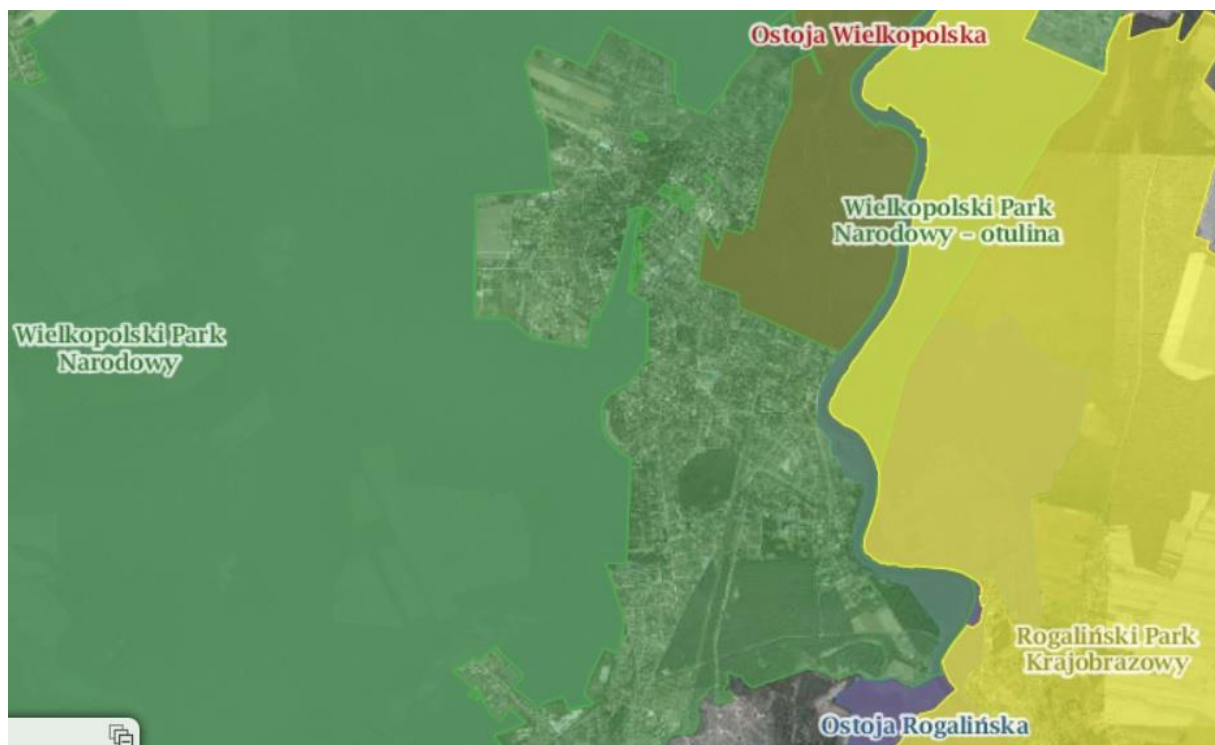 Ostoja Wielkopolska
Wielkopolski Park
Narodowy - otulina
Wielkopolski Park
Narodowy
Rogaliński Park
Krajobrazowy
Ostoja Rogalińska